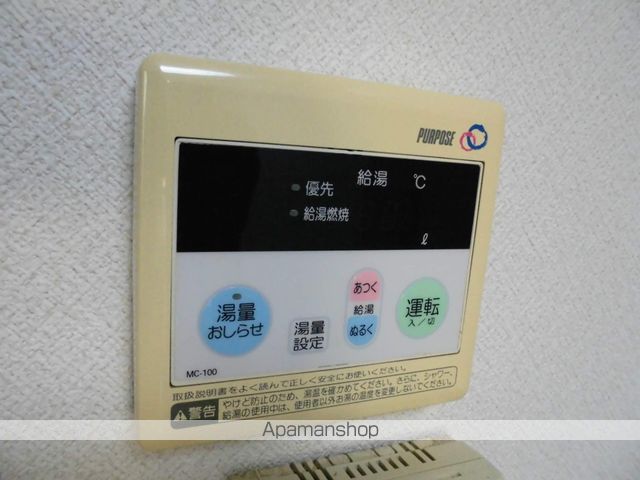 PURPOSE
給湯 ℃
優先
給湯燃焼
ℓ
湯量
おしらせ
湯量
設定
あつく
給湯
ぬるく
運転
入/切
MC-100
取扱説明書をよく読んで正しく安全にお使いください。
警告
やけど防止のため、湯温を確かめてください。さらに、シャワー、
給湯の使用中は、使用者以外お湯の温度を変更しないでください。
Apamanshop